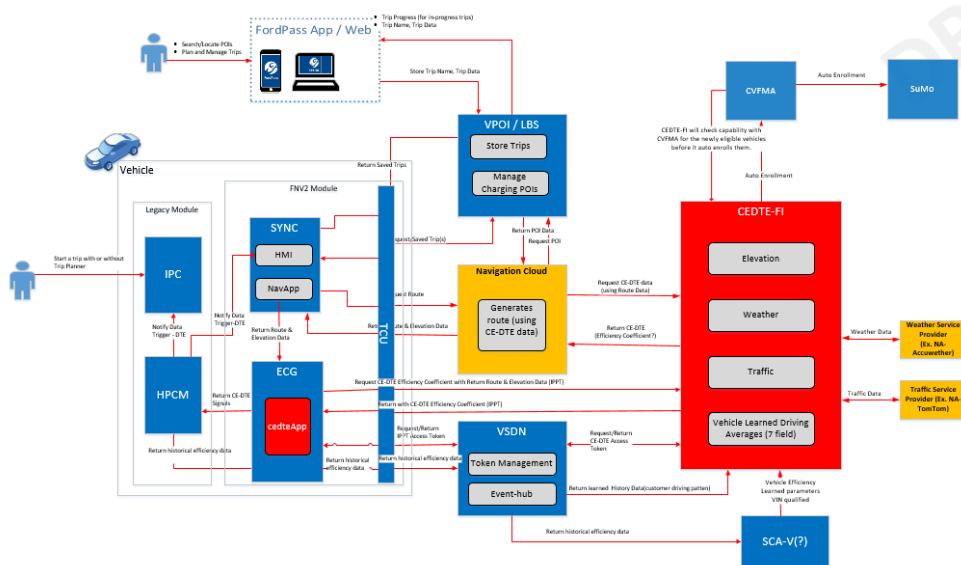 Search/Locate POIs
Plan and Manage Trips
FordPass App / Web
Trip Progress (for in-progress trips)
Trip Name, Trip Data
Store Trip Name, Trip Data
VPOI / LBS
Store Trips
Manage
Charging POIs
Return Saved Trips
CVFMA
Auto Enrollment
SuMo
CEDTE-FI will check capability with
CVFMA for the newly eligible vehicles
before it auto enrolls them.
Auto Enrollment
Vehicle
Legacy Module
FNV2 Module
Start a trip with or without
Trip Planner
IPC
SYNC
HMI
NavApp
Notify Data
Trigger - DTE
Notify Data
Trigger-DTE
Return Route &
Elevation Data
HPCM
Return CE-DTE
Signals
ECG
cedteApp
TCU
equest/Saved Trip(s)
Return POI Data
Request POI
equest Route
Navigation Cloud
Generates
route (using
CE-DTE data)
Request CE-DTE data
(using Route Data)
Return CE-DTE
(Efficiency Coefficient?)
CEDTE-FI
Elevation
Weather
Traffic
Vehicle Learned Driving
Averages (7 field)
Weather Data
Weather Service
Provider
(Ex. NA-
Accuwether)
Traffic Data
Traffic Service
Provider (Ex. NA-
TomTom)
Request CE-DTE Efficiency Coefficient with Return Route & Elevation Data (IPPT)
Return with CE-DTE Efficiency Coefficient (IPPT)
Request/Return
IPPT Access Token
Return historical efficiency data
Return historical
efficiency data
Return historical efficiency data
VSDN
Token Management
Event-hub
Request/Return
CE-DTE Access
Token
Return learned History Data(customer driving patten)
Return historical efficiency data
Vehicle Efficiency
Learned parameters
VIN qualified
SCA-V(?)